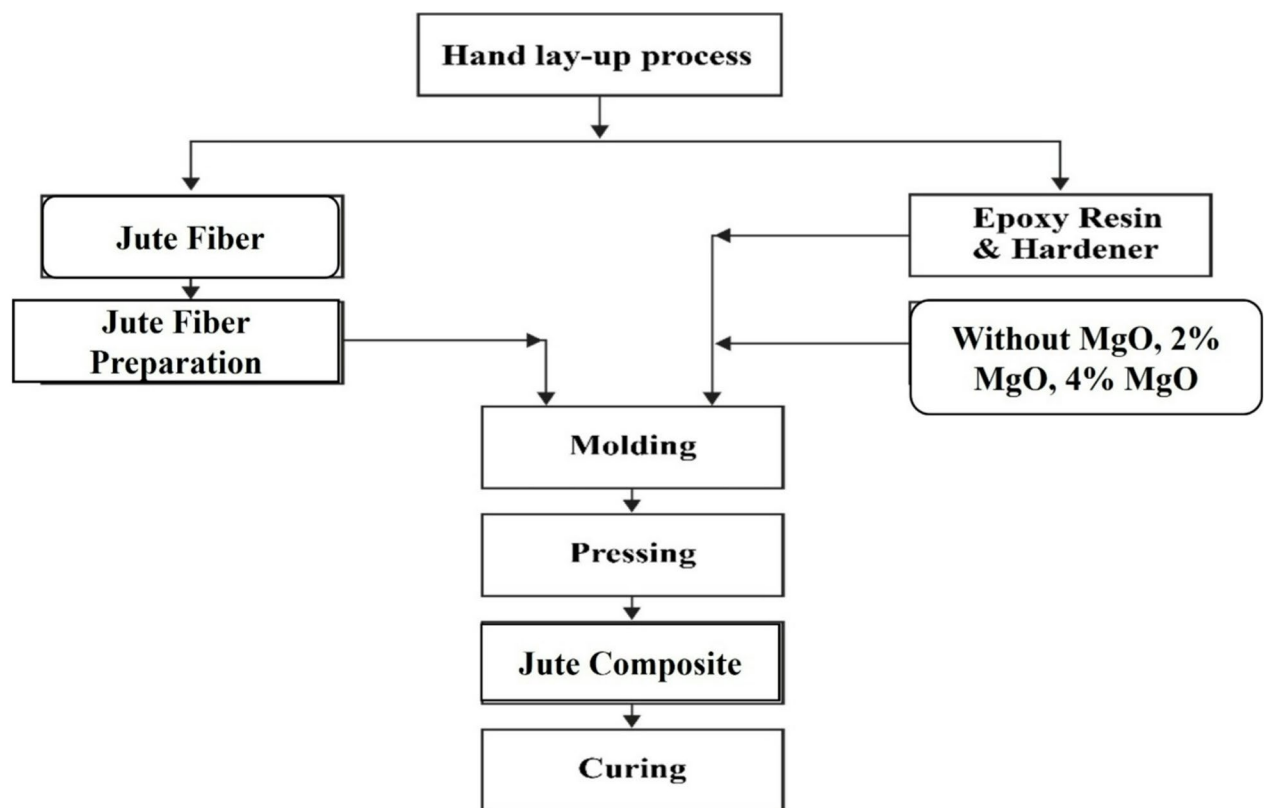 Hand lay-up process
Jute Fiber
Epoxy Resin
& Hardener
Jute Fiber
Preparation
Without MgO, 2%
MgO, 4% MgO
Molding
Pressing
Jute Composite
Curing